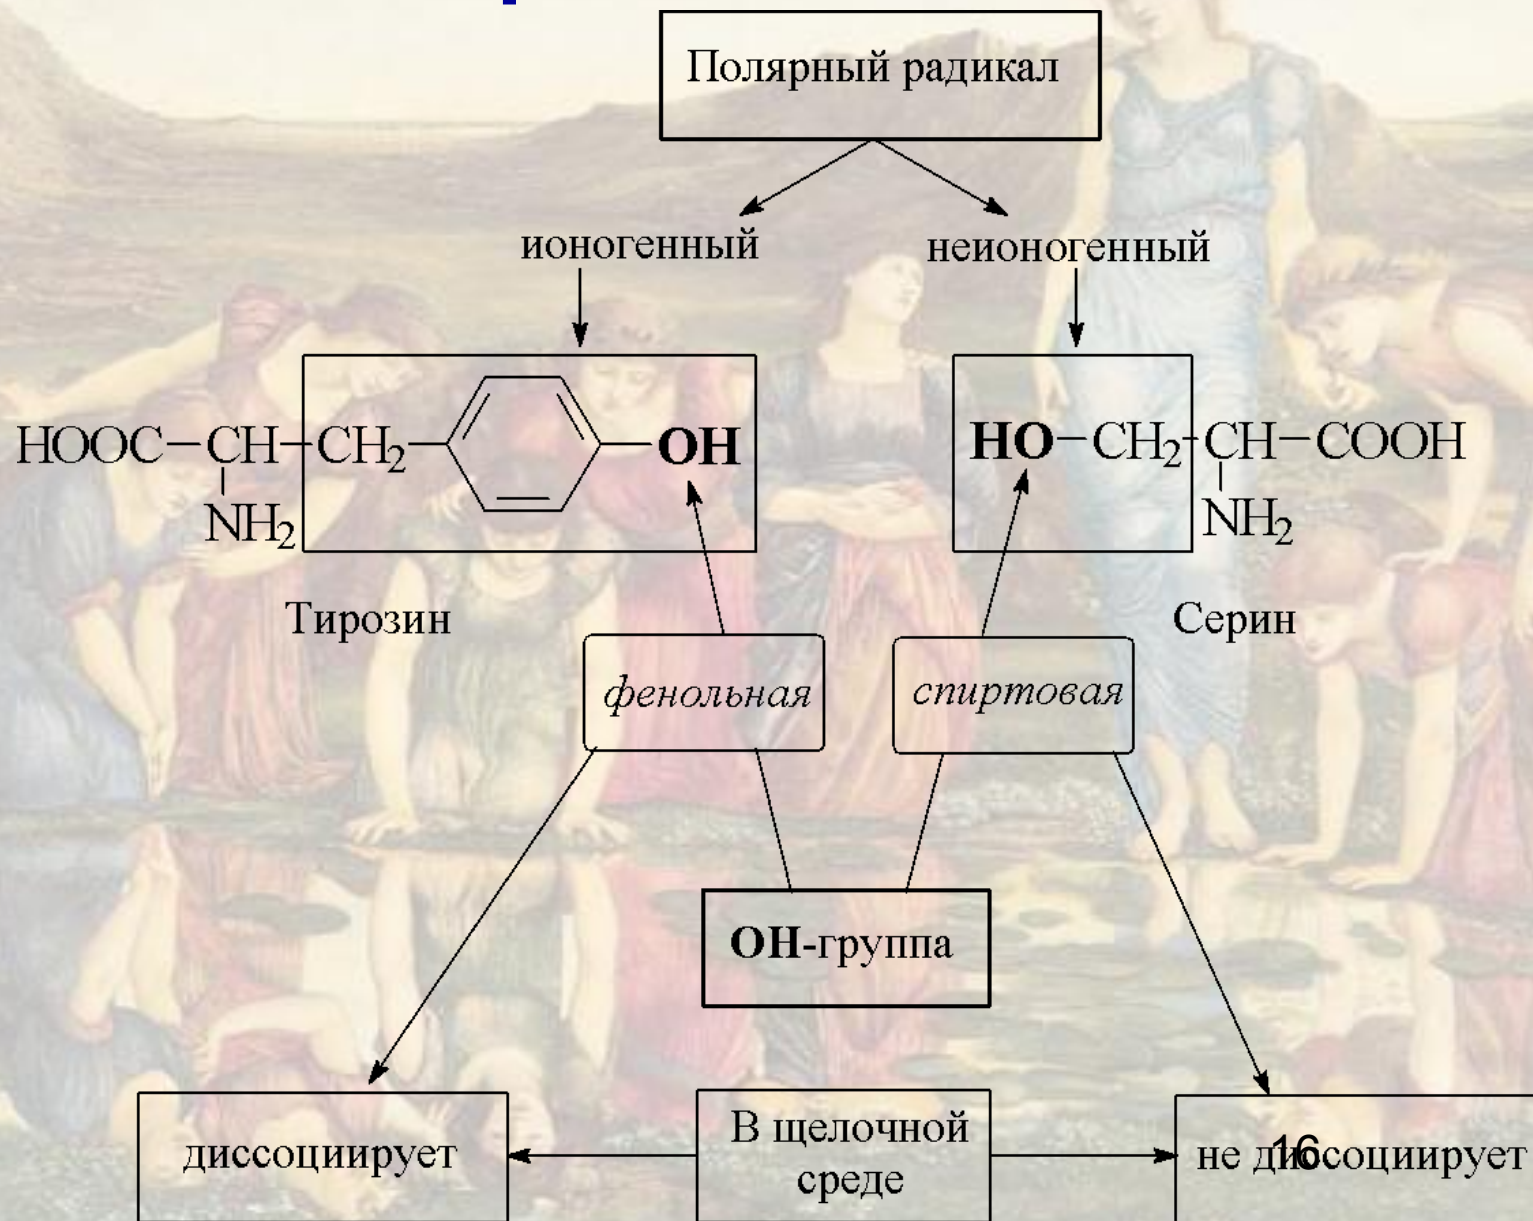 Полярный радикал
ионогенный
неионогенный
HOOC–CH–CH2– –OH
NH2
HO–CH2–CH–COOH
NH2
Тирозин
Серин
фенольная
спиртовая
OH-группа
диссоциирует
В щелочной
среде
не диссоциирует
16